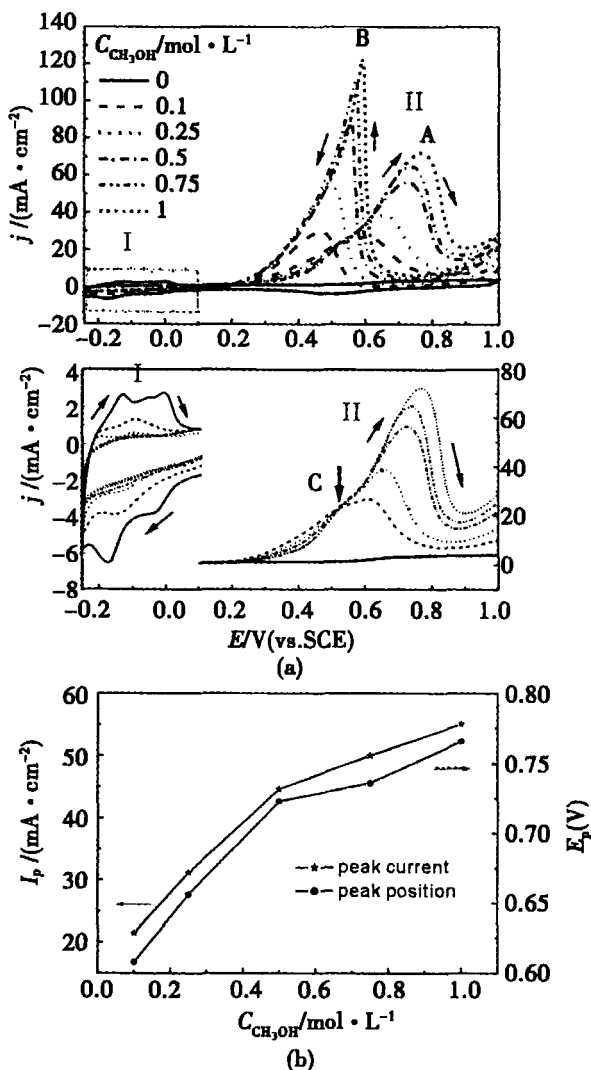 140
120
100
80
60
40
20
0
−20
j /(mA • cm⁻²)
C_CH₃OH/mol • L⁻¹
0
0.1
0.25
0.5
0.75
1
B
II
A
I
−0.2 0.0 0.2 0.4 0.6 0.8 1.0
4
2
0
−2
−4
−6
−8
j /(mA • cm⁻²)
I
II
C
80
60
40
20
0
−0.2 −0.1 0.0 0.2 0.4 0.6 0.8 1.0
E/V(vs.SCE)
(a)
60
50
40
30
20
I_p /(mA • cm⁻²)
0.80
0.75
0.70
0.65
0.60
E_p(V)
peak current
peak position
0.0 0.2 0.4 0.6 0.8 1.0
C_CH₃OH/mol • L⁻¹
(b)